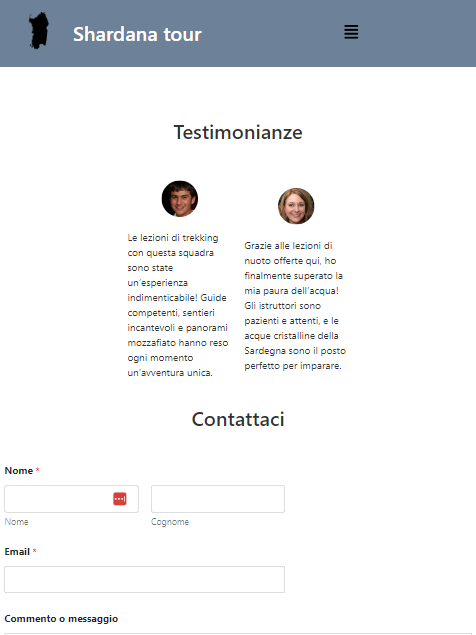 Shardana tour
Testimonianze
Le lezioni di trekking
con questa squadra
sono state
un'esperienza
indimenticabile! Guide
competenti, sentieri
incantevoli e panorami
mozzafiato hanno reso
ogni momento
un'avventura unica.
Grazie alle lezioni di
nuoto offerte qui, ho
finalmente superato la
mia paura dell'acqua!
Gli istruttori sono
pazienti e attenti, e le
acque cristalline della
Sardegna sono il posto
perfetto per imparare.
Contattaci
Nome *
Nome
Cognome
Email *
Commento o messaggio